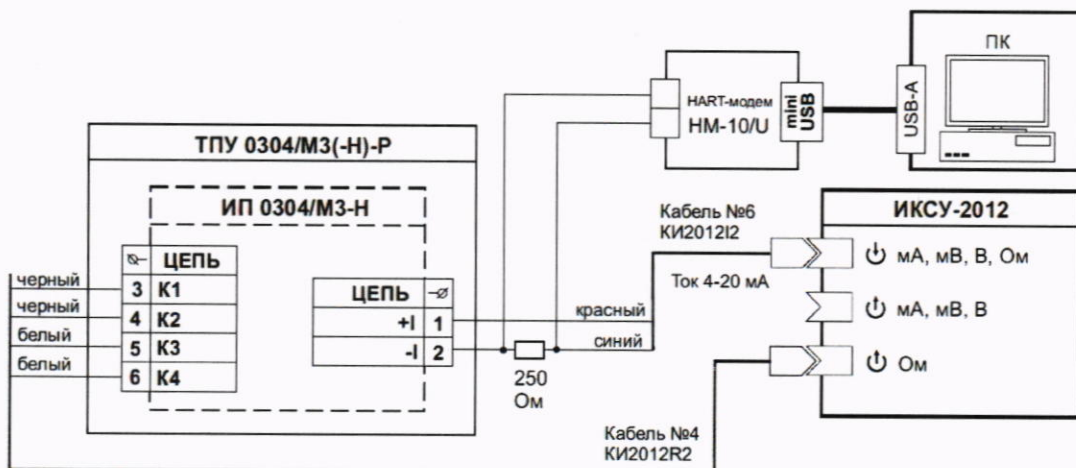 ПК
HART-модем
HM-10/U
mini
USB
USB-A
ТПУ 0304/М3(-Н)-Р
ИП 0304/М3-Н
Кабель №6
КИ2012I2
ИКСУ-2012
ЦЕПЬ
черный
3 К1
черный
4 К2
белый
5 К3
белый
6 К4
ЦЕПЬ
+I 1
-I 2
красный
синий
Ток 4-20 мА
мА, мВ, В, Ом
мА, мВ, В
Ом
250
Ом
Кабель №4
КИ2012R2